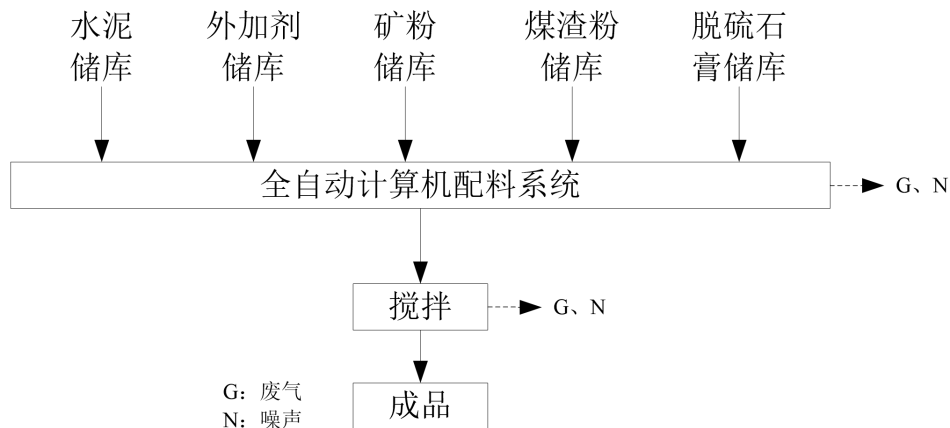 水泥 外加剂 矿粉 煤渣粉 脱硫石
储库 储库 储库 储库 膏储库
全自动计算机配料系统
G、N
搅拌
G、N
G：废气
成品
N：噪声